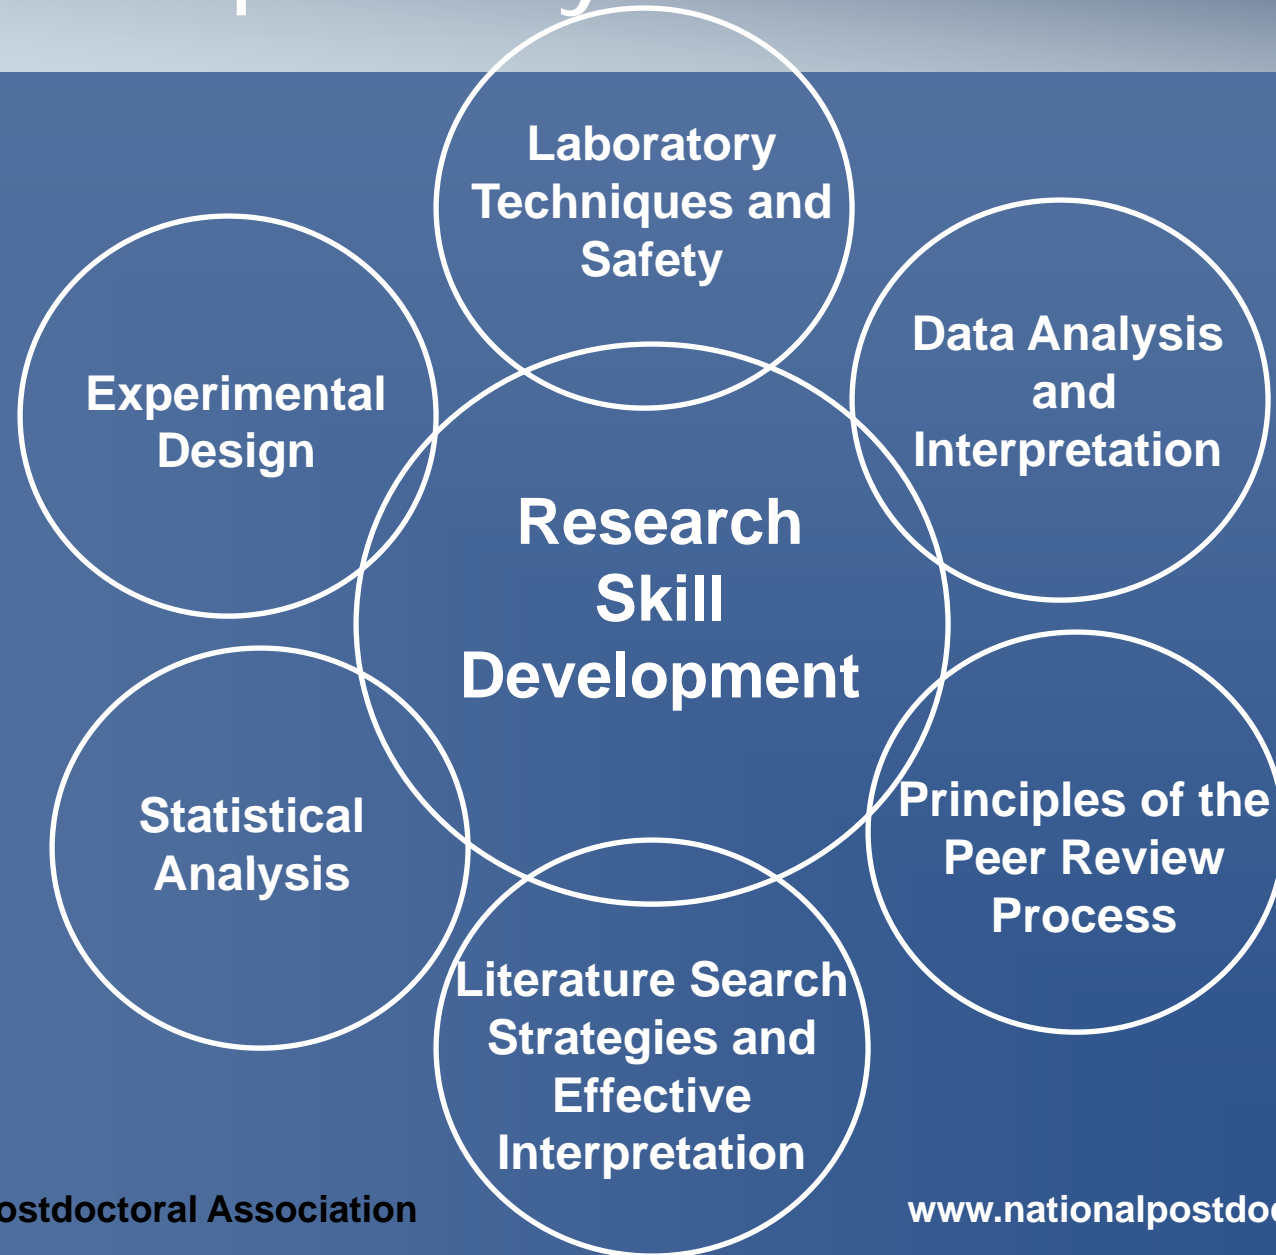 Laboratory
Techniques and
Safety
Data Analysis
and
Interpretation
Experimental
Design
Research
Skill
Development
Statistical
Analysis
Principles of the
Peer Review
Process
Literature Search
Strategies and
Effective
Interpretation
ostdoctoral Association
www.nationalpostdoc